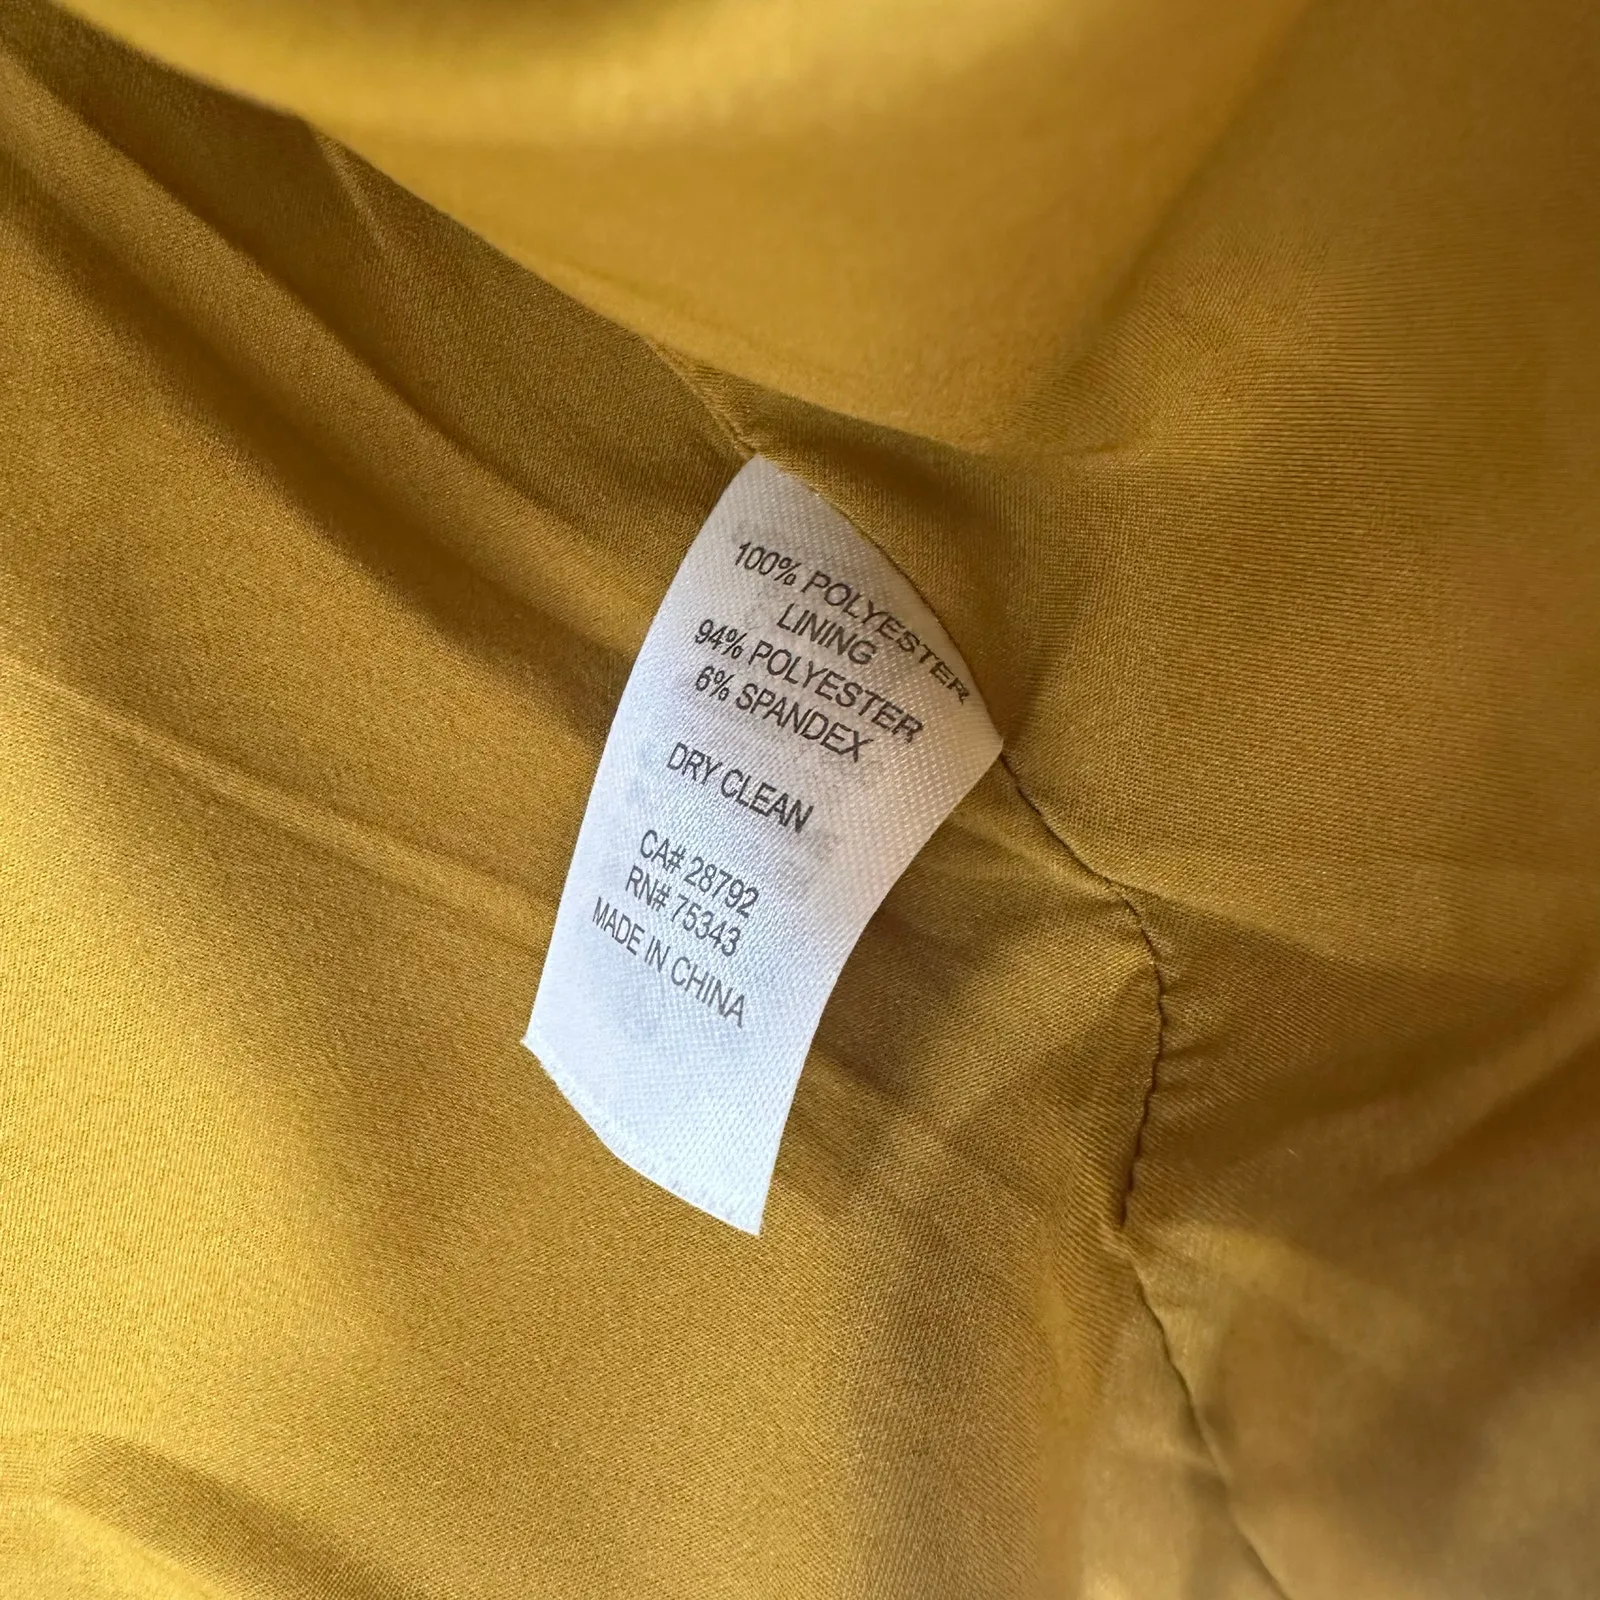 100% POLYESTER
LINING
94% POLYESTER
6% SPANDEX
DRY CLEAN
CA# 28792
RN# 75343
MADE IN CHINA